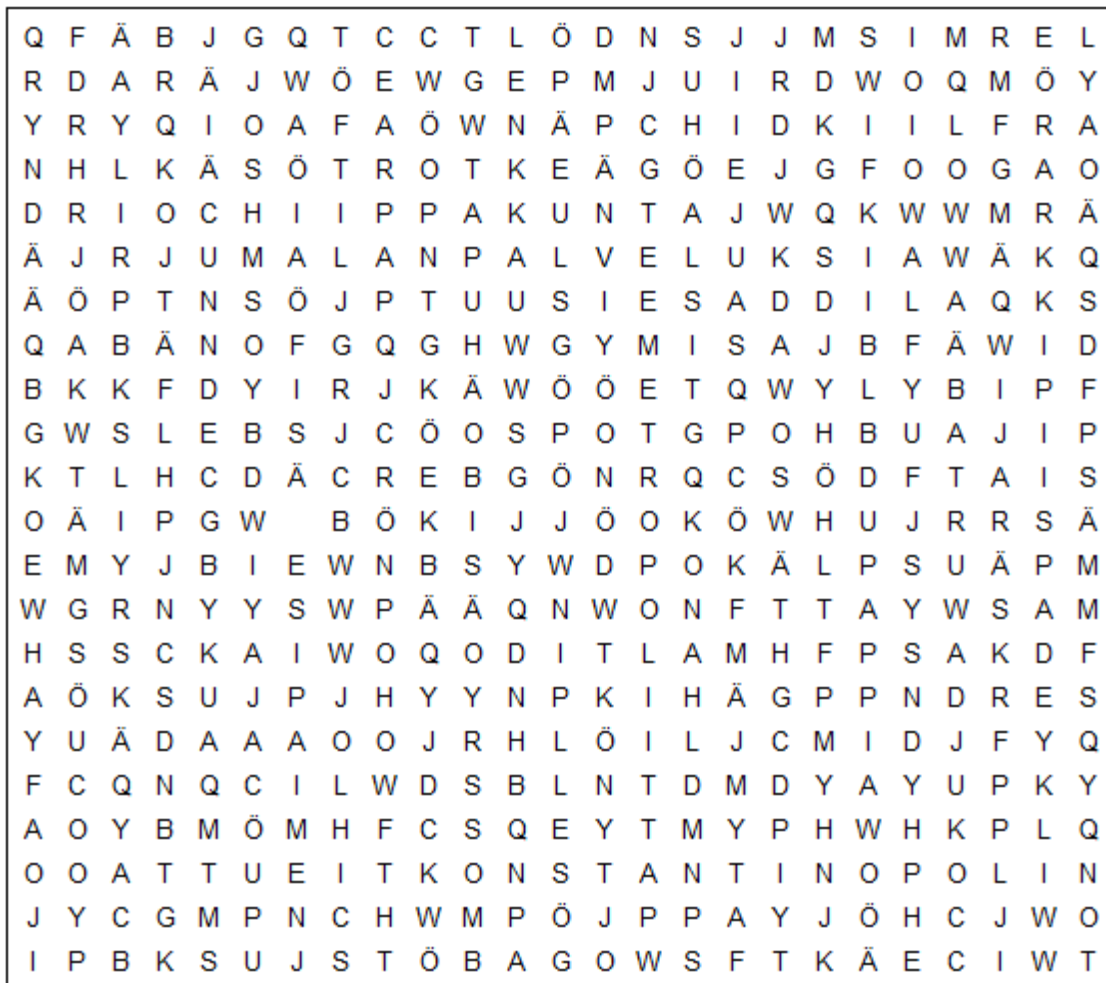 Q F Ä B J G Q T C C T L Ö D N S J J M S I M R E L
R D A R Ä J W Ö E W G E P M J U I R D W O Q M Ö Y
Y R Y Q I O A F A Ö W N Ä P C H I D K I I L F R A
N H L K Ä S Ö T R O T K E Ä G Ö E J G F O O G A O
D R I O C H I I P P A K U N T A J W Q K W W M R Ä
Ä J R J U M A L A N P A L V E L U K S I A W Ä K Q
Ä Ö P T N S Ö J P T U U S I E S A D D I L A Q K S
Q A B Ä N O F G Q G H W G Y M I S A J B F Ä W I D
B K K F D Y I R J K Ä W Ö Ö E T Q W Y L Y B I P F
G W S L E B S J C Ö O S P O T G P O H B U A J I P
K T L H C D Ä C R E B G Ö N R Q C S Ö D F T A I S
O Ä I P G W B Ö K I J J Ö O K Ö W H U J R R S Ä
E M Y J B I E W N B S Y W D P O K Ä L P S U Ä P M
W G R N Y Y S W P Ä Ä Q N W O N F T T A Y W S A M
H S S C K A I W O Q O D I T L A M H F P S A K D F
A Ö K S U J P J H Y Y N P K I H Ä G P P N D R E S
Y U Ä D A A A O O J R H L Ö I L J C M I D J F Y Q
F C Q N Q C I L W D S B L N T D M D Y A Y U P K Y
A O Y B M Ö M H F C S Q E Y T M Y P H W H K P L Q
O O A T T U E I T K O N S T A N T I N O P O L I N
J Y C G M P N C H W M P Ö J P P A Y J Ö H C J W O
I P B K S U J S T Ö B A G O W S F T K Ä E C I W T